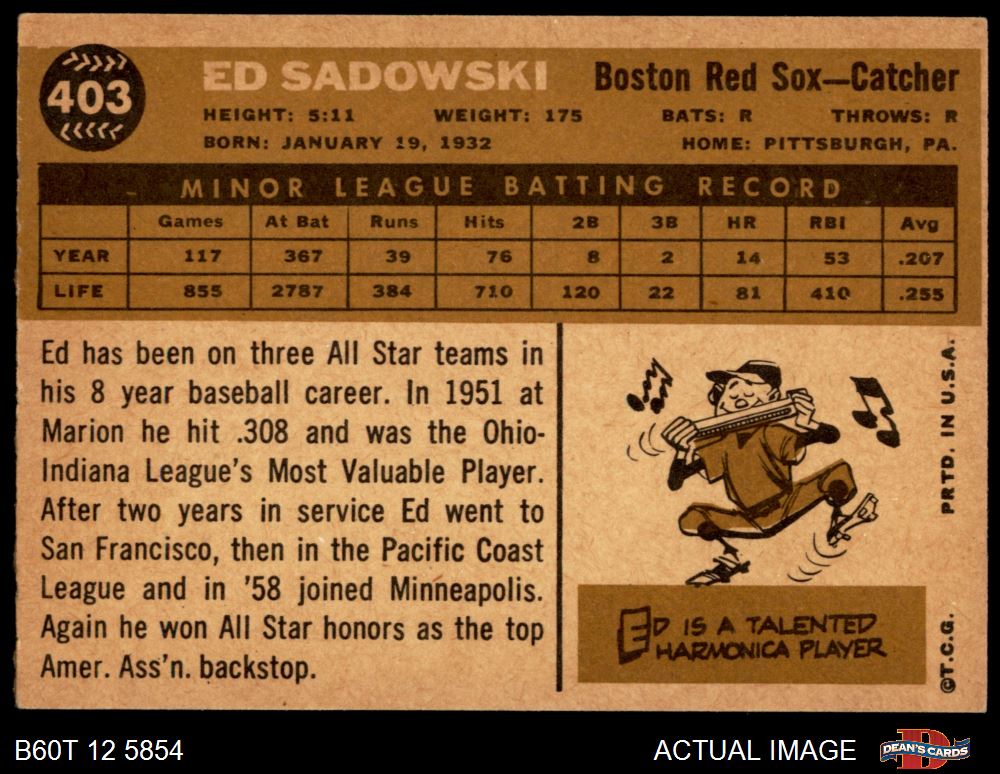 403
ED SADOWSKI Boston Red Sox—Catcher
HEIGHT: 5:11 WEIGHT: 175 BATS: R THROWS: R
BORN: JANUARY 19, 1932 HOME: PITTSBURGH, PA.
MINOR LEAGUE BATTING RECORD
Games At Bat Runs Hits 2B 3B HR RBI Avg
YEAR 117 367 39 76 8 2 14 53 .207
LIFE 855 2787 384 710 120 22 81 410 .255
Ed has been on three All Star teams in
his 8 year baseball career. In 1951 at
Marion he hit .308 and was the Ohio-
Indiana League's Most Valuable Player.
After two years in service Ed went to
San Francisco, then in the Pacific Coast
League and in '58 joined Minneapolis.
Again he won All Star honors as the top
Amer. Ass'n. backstop.
ED IS A TALENTED
HARMONICA PLAYER
©T.C.G. PRTD. IN U.S.A.
B60T 12 5854 ACTUAL IMAGE DEAN'S CARDS